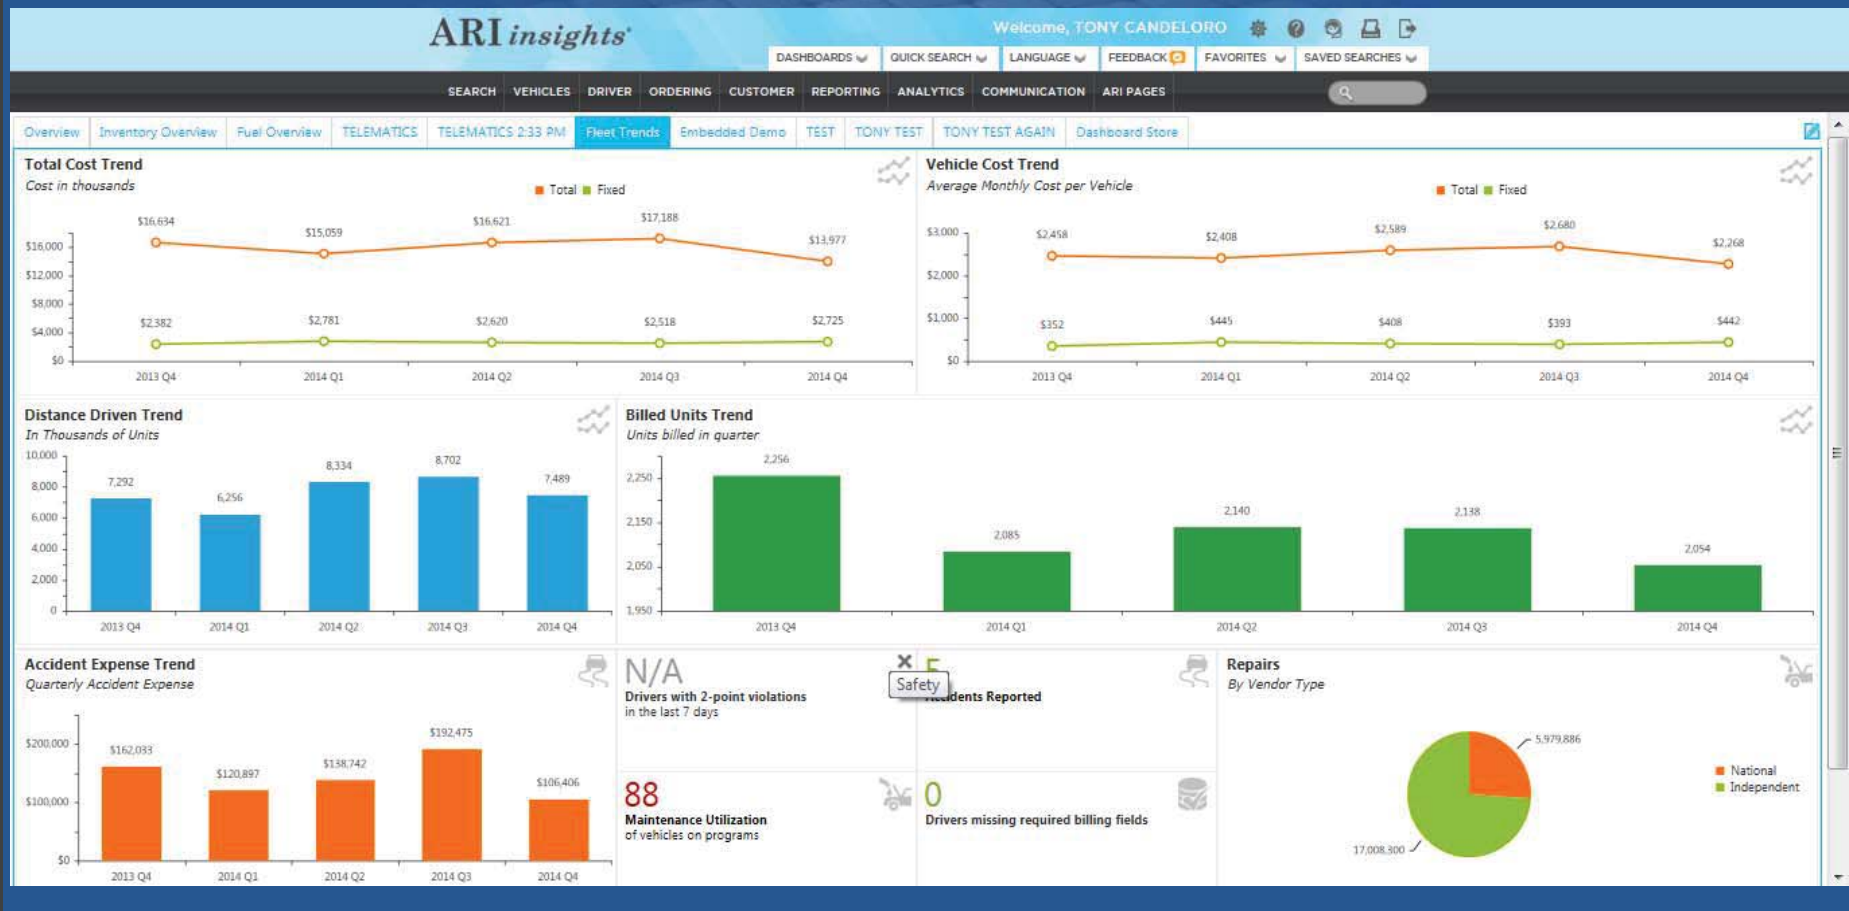 ARI insights
Welcome, TONY CANDELORO
DASHBOARDS QUICK SEARCH LANGUAGE FEEDBACK FAVORITES SAVED SEARCHES
SEARCH VEHICLES DRIVER ORDERING CUSTOMER REPORTING ANALYTICS COMMUNICATION ARI PAGES
Overview Inventory Overview Fuel Overview TELEMATICS TELEMATICS 2:33 PM Fleet Trends Embedded Demo TEST TONY TEST TONY TEST AGAIN Dashboard Store
Total Cost Trend
Cost in thousands
Total Fixed
$16,634 $15,059 $16,621 $17,188 $13,977
$16,000
$12,000
$8,000
$4,000
$0
$2,382 $2,781 $2,620 $2,518 $2,725
2013 Q4 2014 Q1 2014 Q2 2014 Q3 2014 Q4
Vehicle Cost Trend
Average Monthly Cost per Vehicle
Total Fixed
$3,000
$2,000
$1,000
$0
$2,458 $2,408 $2,589 $2,680 $2,268
$352 $445 $408 $393 $442
2013 Q4 2014 Q1 2014 Q2 2014 Q3 2014 Q4
Distance Driven Trend
In Thousands of Units
10,000
8,000
6,000
4,000
2,000
0
7,292 6,256 8,334 8,702 7,489
2013 Q4 2014 Q1 2014 Q2 2014 Q3 2014 Q4
Billed Units Trend
Units billed in quarter
2,250
2,150
2,050
1,950
2,256 2,085 2,140 2,138 2,054
2013 Q4 2014 Q1 2014 Q2 2014 Q3 2014 Q4
Accident Expense Trend
Quarterly Accident Expense
$200,000
$100,000
$0
$162,033 $120,897 $138,742 $192,475 $106,406
2013 Q4 2014 Q1 2014 Q2 2014 Q3 2014 Q4
N/A
Drivers with 2-point violations
in the last 7 days
Safety
Reported
88
Maintenance Utilization
of vehicles on programs
0
Drivers missing required billing fields
Repairs
By Vendor Type
5,979,886
17,008,300
National
Independent